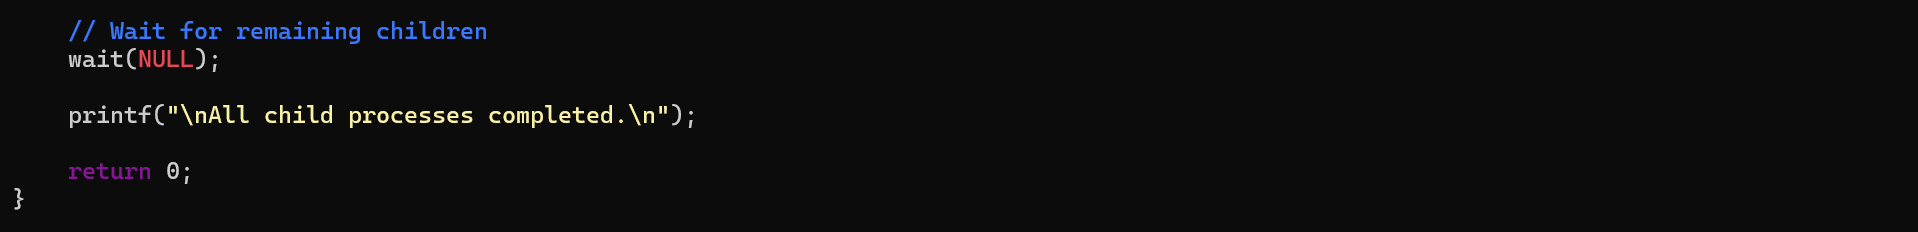 // Wait for remaining children
wait(NULL);
printf("\nAll child processes completed.\n");
return 0;
}